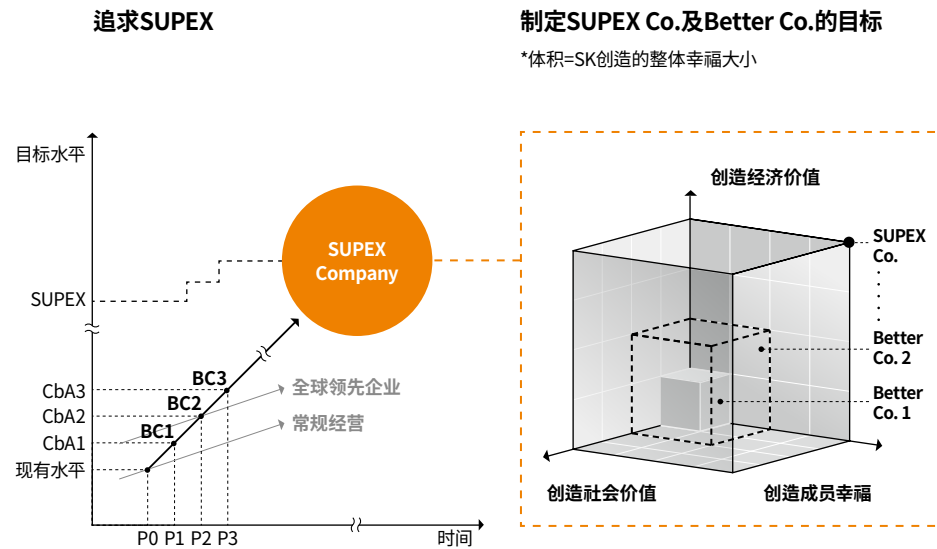 追求SUPEX
制定SUPEX Co.及Better Co.的目标
*体积=SK创造的整体幸福大小
目标水平
SUPEX
CbA3
CbA2
CbA1
现有水平
BC3
BC2
BC1
SUPEX
Company
全球领先企业
常规经营
P0 P1 P2 P3
时间
创造经济价值
SUPEX
Co.
Better
Co. 2
Better
Co. 1
创造社会价值
创造成员幸福